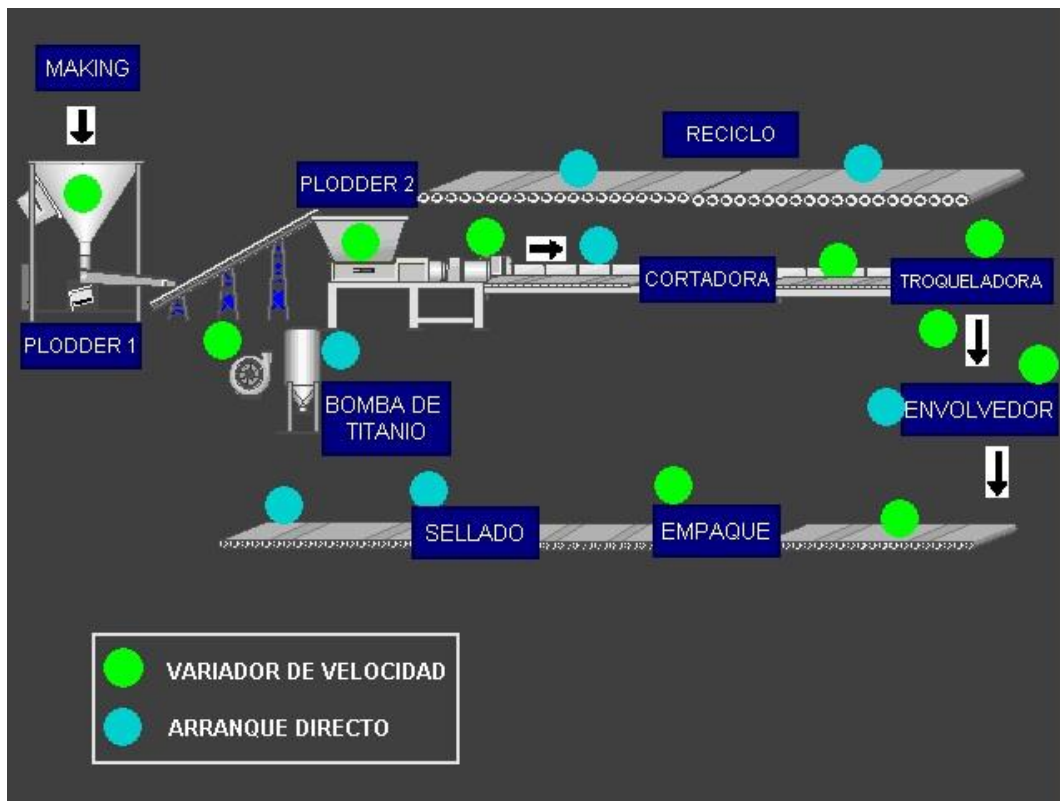 MAKING
RECICLO
PLODDER 2
CORTADORA
TROQUELADORA
PLODDER 1
BOMBA DE
TITANIO
ENVOLVEDOR
SELLADO
EMPAQUE
VARIADOR DE VELOCIDAD
ARRANQUE DIRECTO